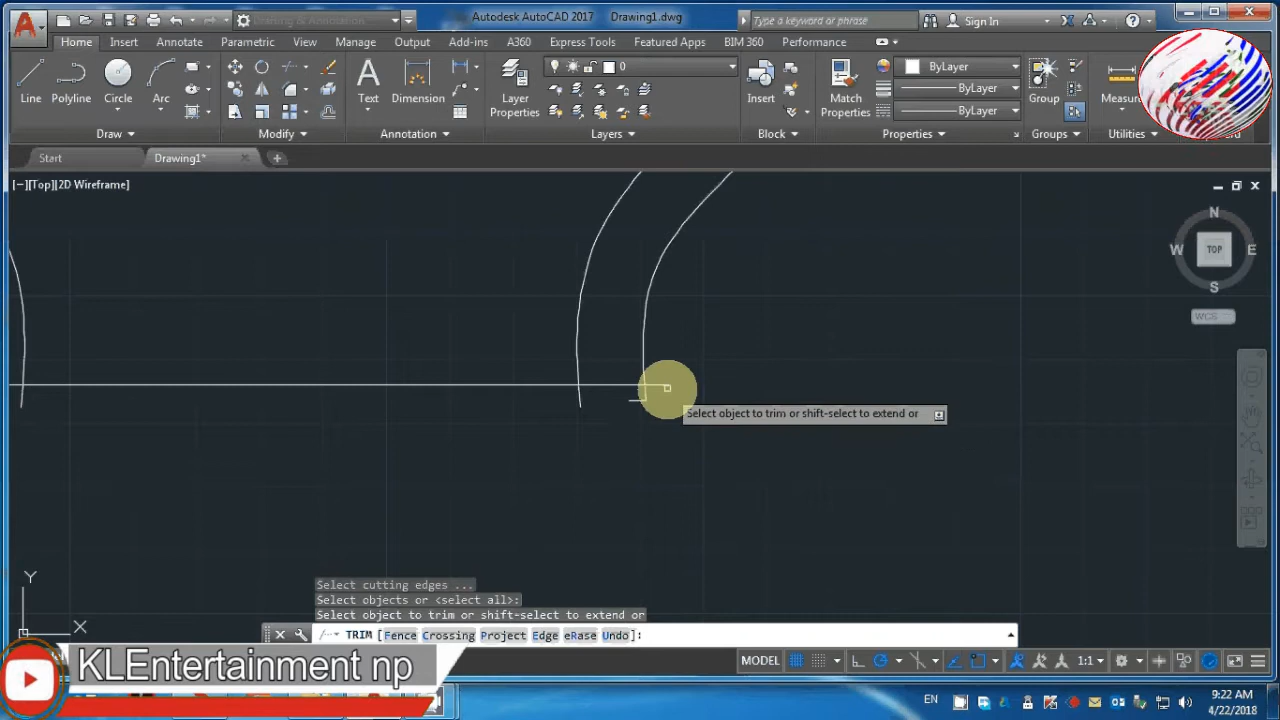 Autodesk AutoCAD 2017 Drawing1.dwg
Drafting & Annotation
Type a keyword or phrase
Sign In
Home Insert Annotate Parametric View Manage Output Add-ins A360 Express Tools Featured Apps BIM 360 Performance
Line Polyline Circle Arc
Text Dimension
Layer
Properties
0
Insert
Match
Properties
ByLayer
ByLayer
ByLayer
Group
Draw Modify Annotation Layers Block Properties Groups Utilities
Start Drawing1*
[−][Top][2D Wireframe]
N
W TOP E
S
WCS
Select object to trim or shift-select to extend or
Y
X
Select cutting edges ...
Select objects or <select all>:
Select object to trim or shift-select to extend or
TRIM [Fence Crossing Project Edge eRase Undo]:
MODEL 1:1
KLEntertainment np
EN
9:22 AM
4/22/2018